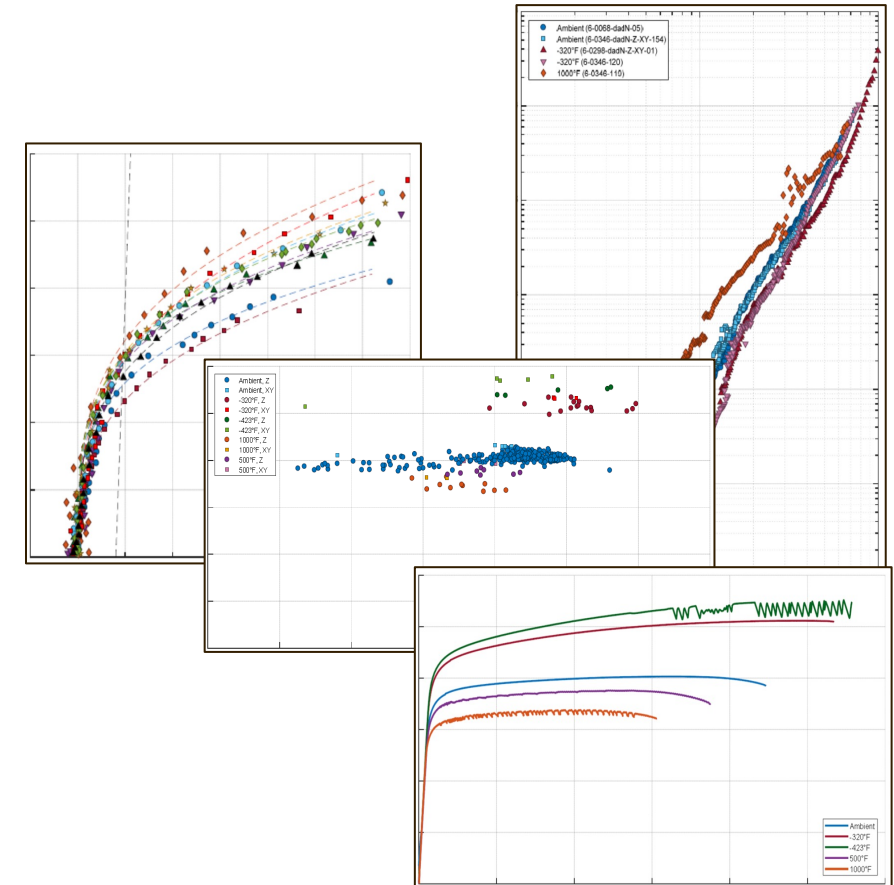 Ambient (6-0068-dadN-05)
Ambient (6-0346-dadN-Z-XY-154)
-320°F (6-0298-dadN-Z-XY-01)
-320°F (6-0346-120)
1000°F (6-0346-110)
Ambient, Z
Ambient, XY
-320°F, Z
-320°F, XY
-423°F, Z
-423°F, XY
1000°F, Z
1000°F, XY
500°F, Z
500°F, XY
Ambient
-320°F
-423°F
500°F
1000°F